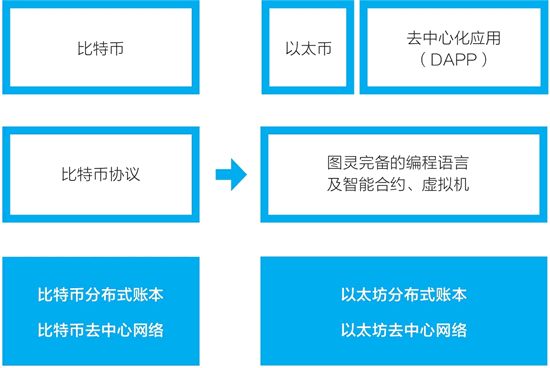 比特币
以太币
去中心化应用
（DAPP）
比特币协议
图灵完备的编程语言
及智能合约、虚拟机
比特币分布式账本
比特币去中心网络
以太坊分布式账本
以太坊去中心网络